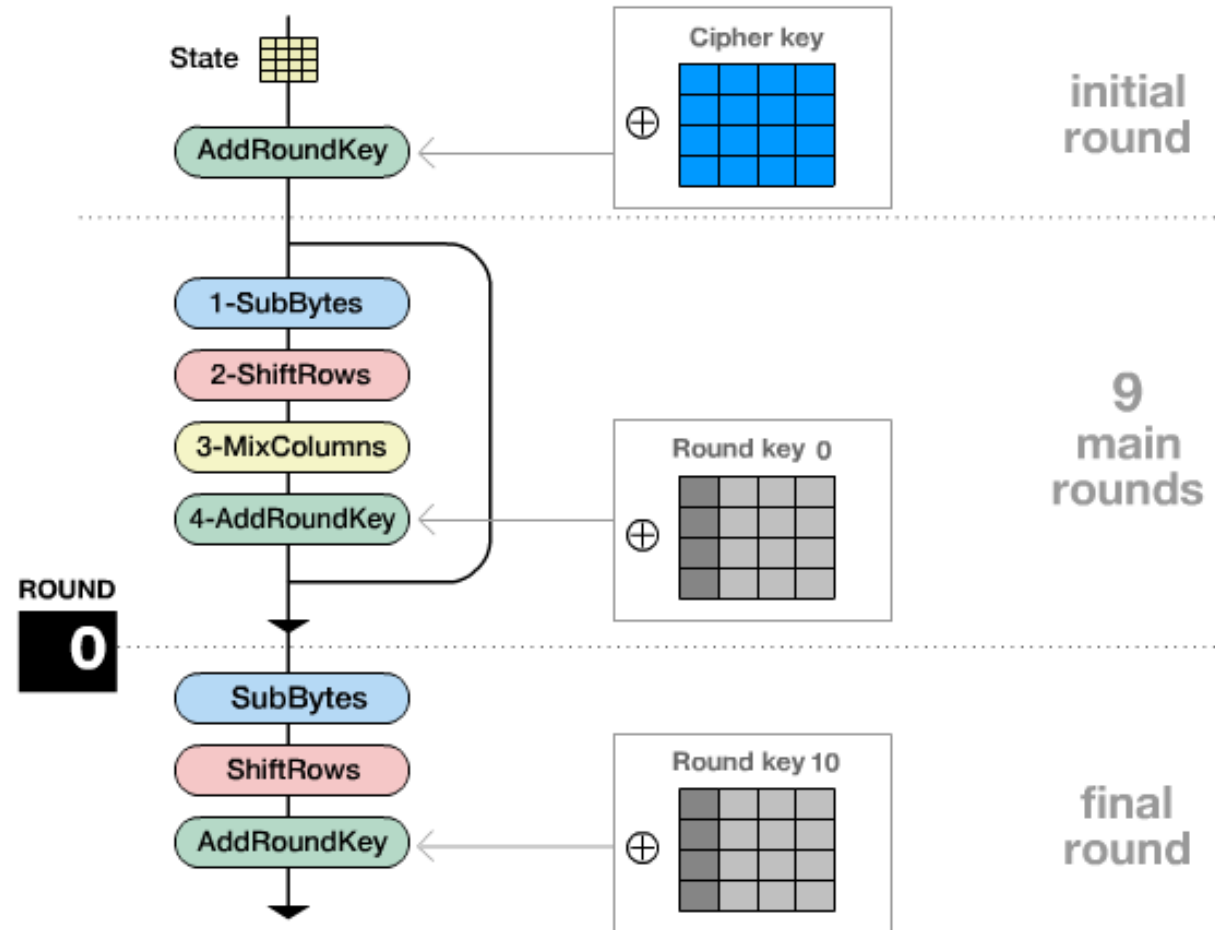 State
Cipher key
initial
round
AddRoundKey
1-SubBytes
2-ShiftRows
3-MixColumns
4-AddRoundKey
Round key 0
9
main
rounds
ROUND
0
SubBytes
ShiftRows
AddRoundKey
Round key 10
final
round